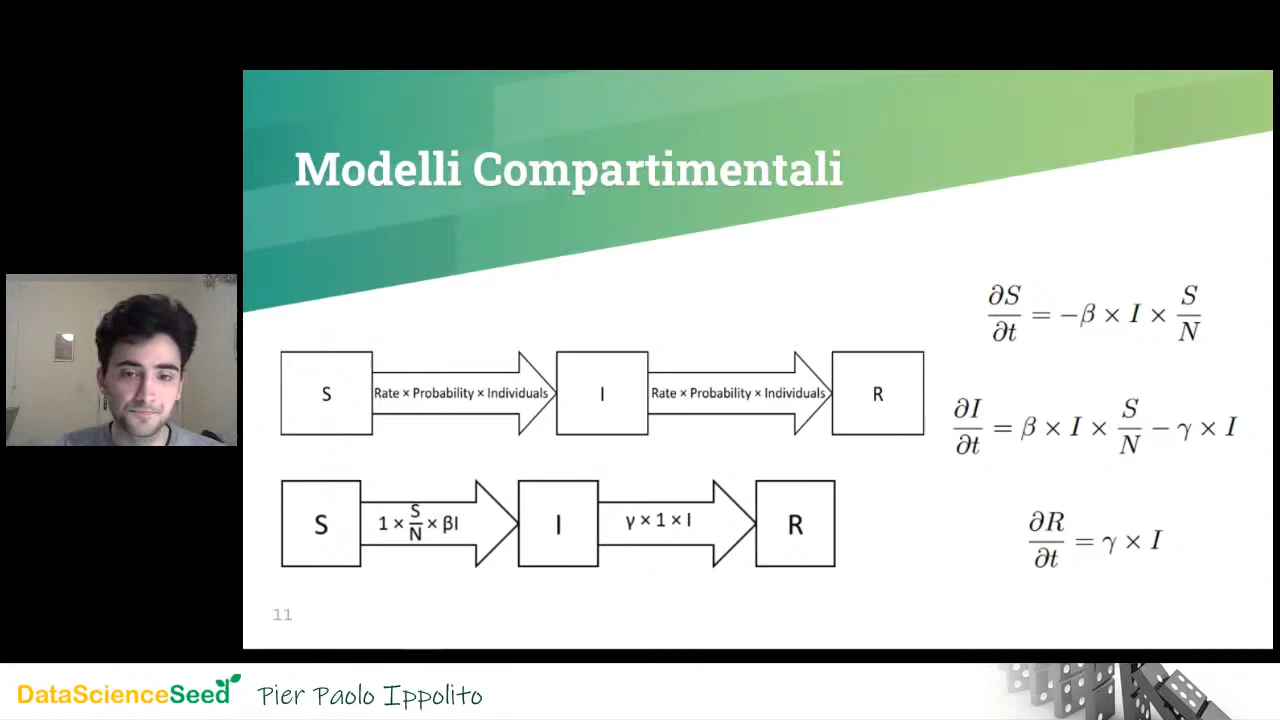 Modelli Compartimentali
S Rate × Probability × Individuals I Rate × Probability × Individuals R
S 1 × S/N × βI I γ × 1 × I R
∂S/∂t = −β × I × S/N
∂I/∂t = β × I × S/N − γ × I
∂R/∂t = γ × I
11
DataScienceSeed Pier Paolo Ippolito